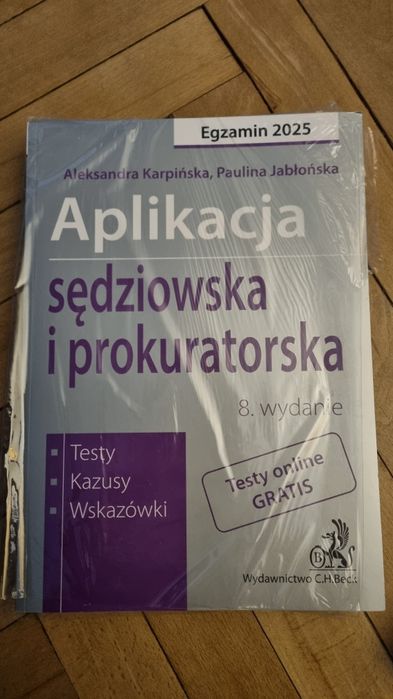 Egzamin 2025
Aleksandra Karpińska, Paulina Jabłońska
Aplikacja
sędziowska
i prokuratorska
8. wydanie
Testy
Kazusy
Wskazówki
Testy online
GRATIS
B
Wydawnictwo C.H.Beck